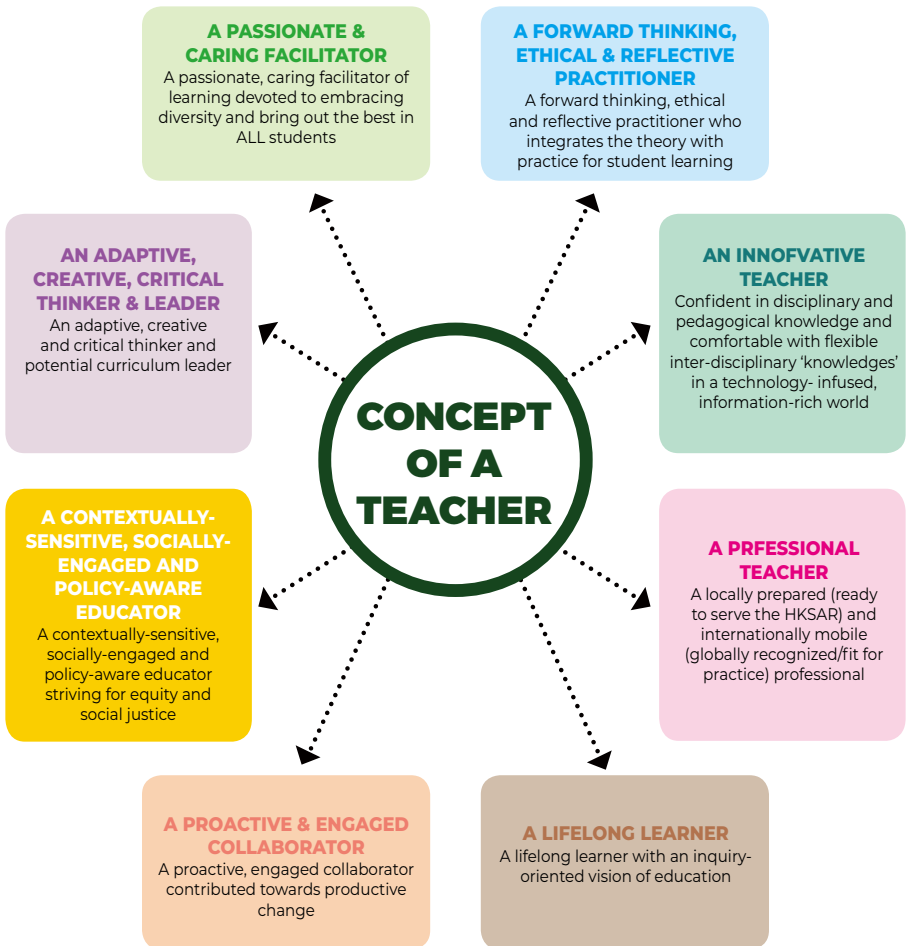 A PASSIONATE &
CARING FACILITATOR
A passionate, caring facilitator of
learning devoted to embracing
diversity and bring out the best in
ALL students
A FORWARD THINKING,
ETHICAL & REFLECTIVE
PRACTITIONER
A forward thinking, ethical
and reflective practitioner who
integrates the theory with
practice for student learning
AN ADAPTIVE,
CREATIVE, CRITICAL
THINKER & LEADER
An adaptive, creative
and critical thinker and
potential curriculum leader
AN INNOFVATIVE
TEACHER
Confident in disciplinary and
pedagogical knowledge and
comfortable with flexible
inter-disciplinary ‘knowledges’
in a technology- infused,
information-rich world
CONCEPT
OF A
TEACHER
A CONTEXTUALLY-
SENSITIVE, SOCIALLY-
ENGAGED AND
POLICY-AWARE
EDUCATOR
A contextually-sensitive,
socially-engaged and
policy-aware educator
striving for equity and
social justice
A PRFESSIONAL
TEACHER
A locally prepared (ready
to serve the HKSAR) and
internationally mobile
(globally recognized/fit for
practice) professional
A PROACTIVE & ENGAGED
COLLABORATOR
A proactive, engaged collaborator
contributed towards productive
change
A LIFELONG LEARNER
A lifelong learner with an inquiry-
oriented vision of education